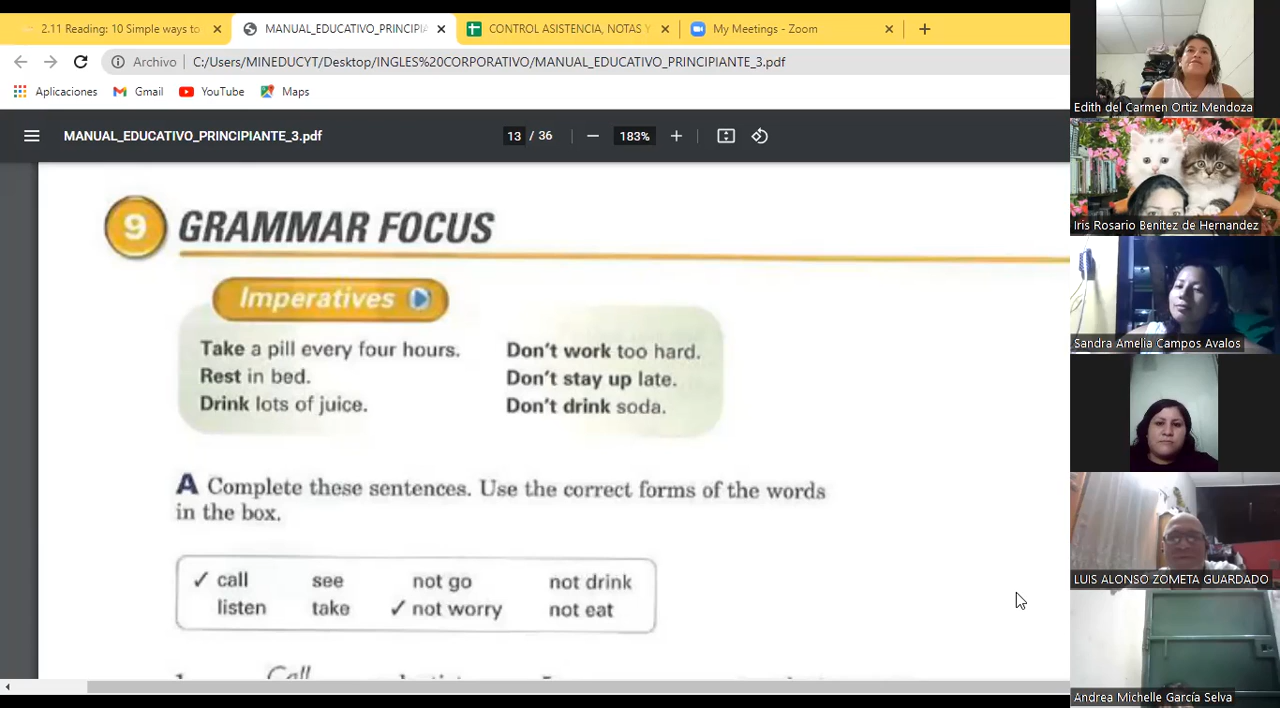 2.11 Reading: 10 Simple ways to
MANUAL_EDUCATIVO_PRINCIPIA
CONTROL ASISTENCIA, NOTAS Y
My Meetings - Zoom
Archivo
C:/Users/MINEDUCYT/Desktop/INGLES%20CORPORATIVO/MANUAL_EDUCATIVO_PRINCIPIANTE_3.pdf
Aplicaciones
Gmail
YouTube
Maps
MANUAL_EDUCATIVO_PRINCIPIANTE_3.pdf
13 / 36
183%
9 GRAMMAR FOCUS
Imperatives
Take a pill every four hours.
Rest in bed.
Drink lots of juice.
Don't work too hard.
Don't stay up late.
Don't drink soda.
A Complete these sentences. Use the correct forms of the words
in the box.
✓ call see not go not drink
listen take ✓ not worry not eat
Call
Edith del Carmen Ortiz Mendoza
Iris Rosario Benitez de Hernandez
Sandra Amelia Campos Avalos
LUIS ALONSO ZOMETA GUARDADO
Andrea Michelle García Selva